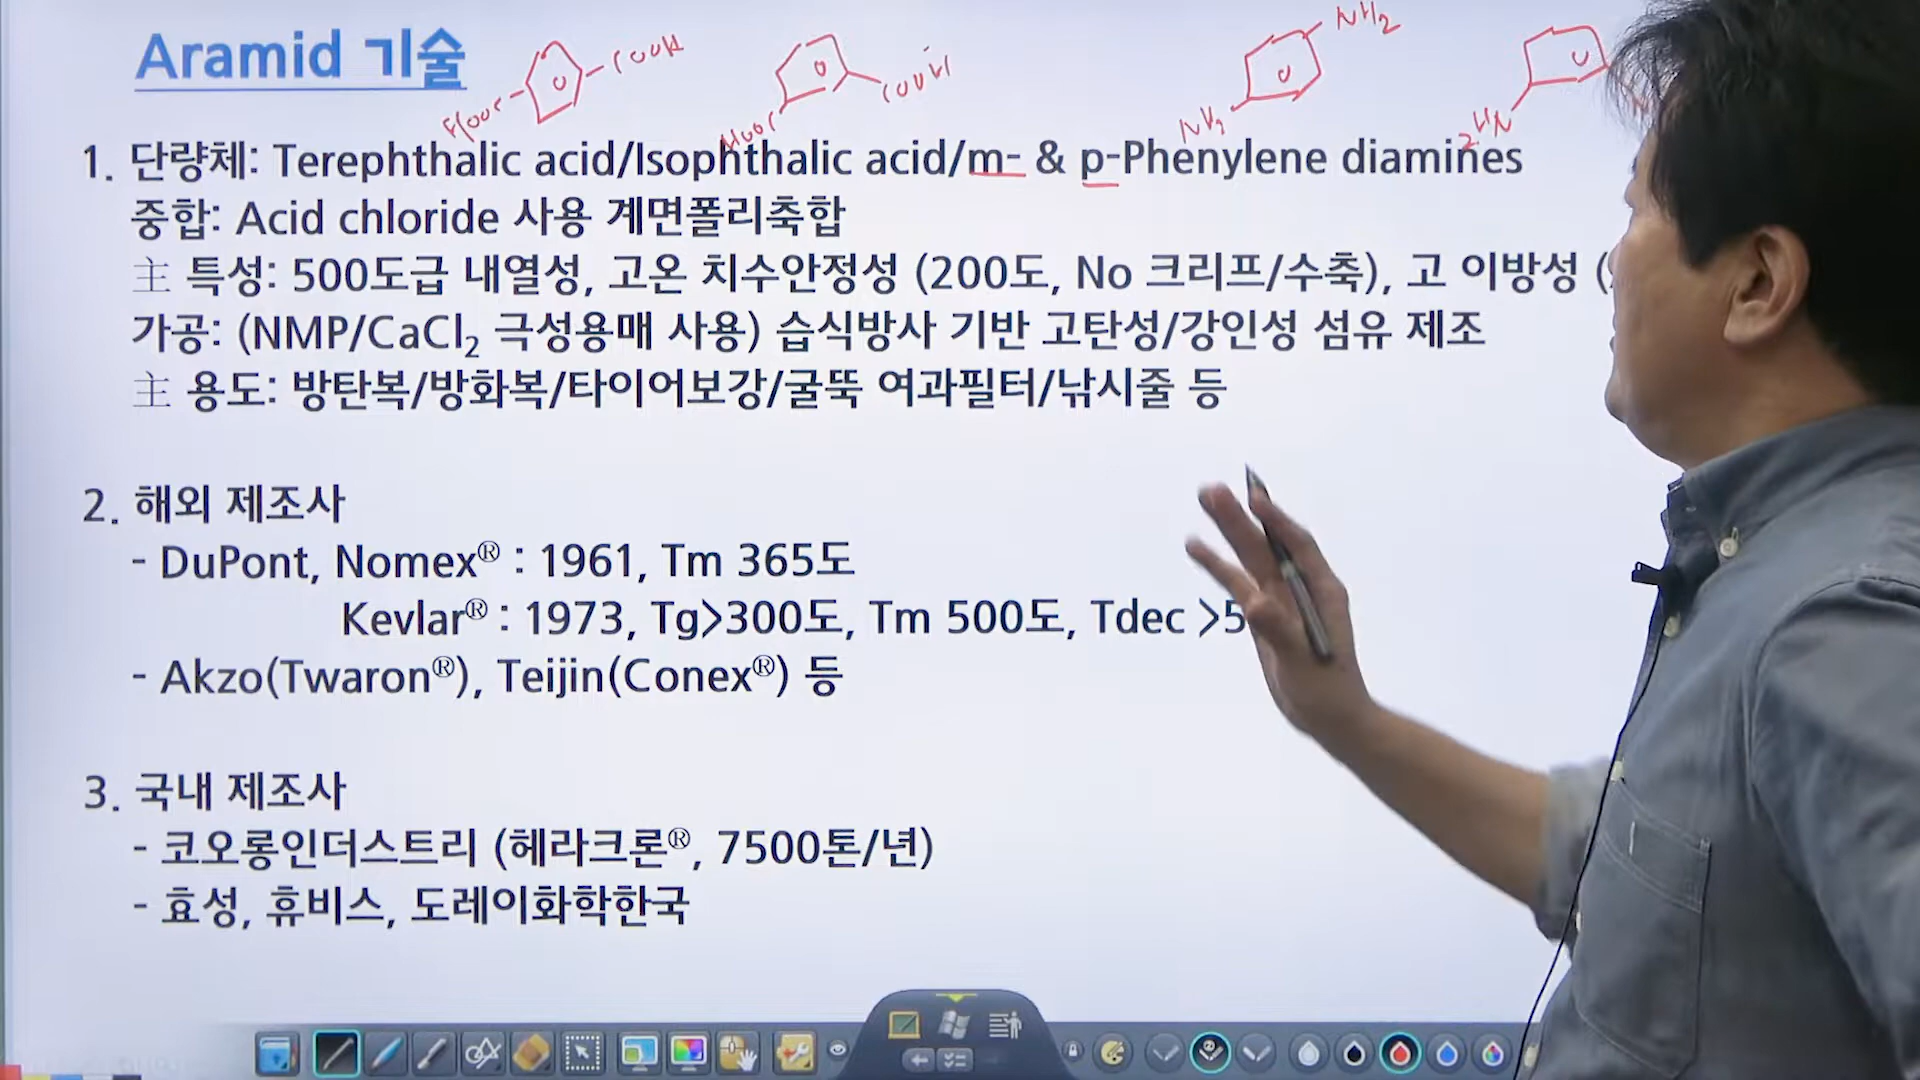 Aramid 기술
HOOC COOH HOOC COOH NH2 NH2 H2N
1. 단량체: Terephthalic acid/Isophthalic acid/m- & p-Phenylene diamines
중합: Acid chloride 사용 계면폴리축합
主 특성: 500도급 내열성, 고온 치수안정성 (200도, No 크리프/수축), 고 이방성 (
가공: (NMP/CaCl₂ 극성용매 사용) 습식방사 기반 고탄성/강인성 섬유 제조
主 용도: 방탄복/방화복/타이어보강/굴뚝 여과필터/낚시줄 등
2. 해외 제조사
- DuPont, Nomex® : 1961, Tm 365도
Kevlar® : 1973, Tg>300도, Tm 500도, Tdec >5
- Akzo(Twaron®), Teijin(Conex®) 등
3. 국내 제조사
- 코오롱인더스트리 (헤라크론®, 7500톤/년)
- 효성, 휴비스, 도레이화학한국